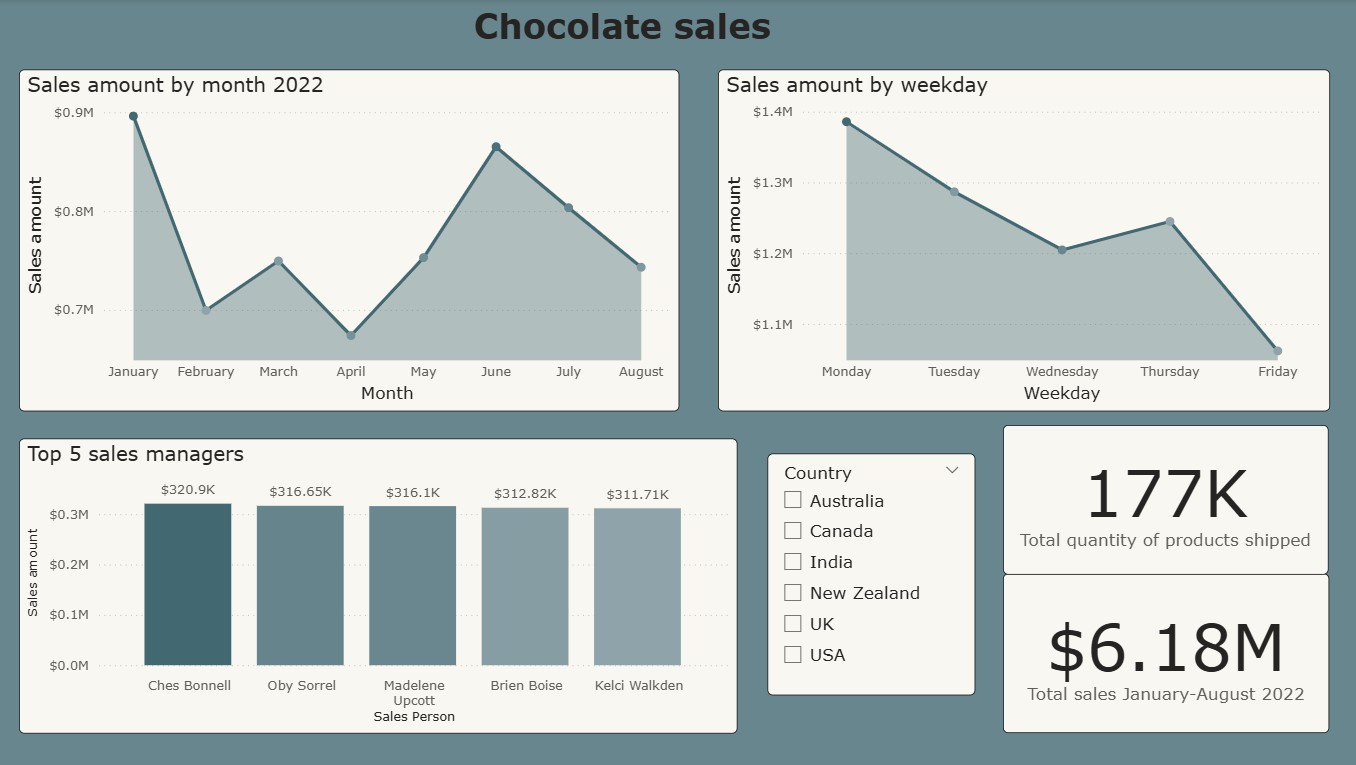 Chocolate sales
Sales amount by month 2022
$0.9M
$0.8M
$0.7M
Sales amount
January February March April May June July August
Month
Sales amount by weekday
$1.4M
$1.3M
$1.2M
$1.1M
Sales amount
Monday Tuesday Wednesday Thursday Friday
Weekday
Top 5 sales managers
$320.9K $316.65K $316.1K $312.82K $311.71K
$0.3M
$0.2M
$0.1M
$0.0M
Sales amount
Ches Bonnell Oby Sorrel Madelene Brien Boise Kelci Walkden
Upcott
Sales Person
Country
Australia
Canada
India
New Zealand
UK
USA
177K
Total quantity of products shipped
$6.18M
Total sales January-August 2022